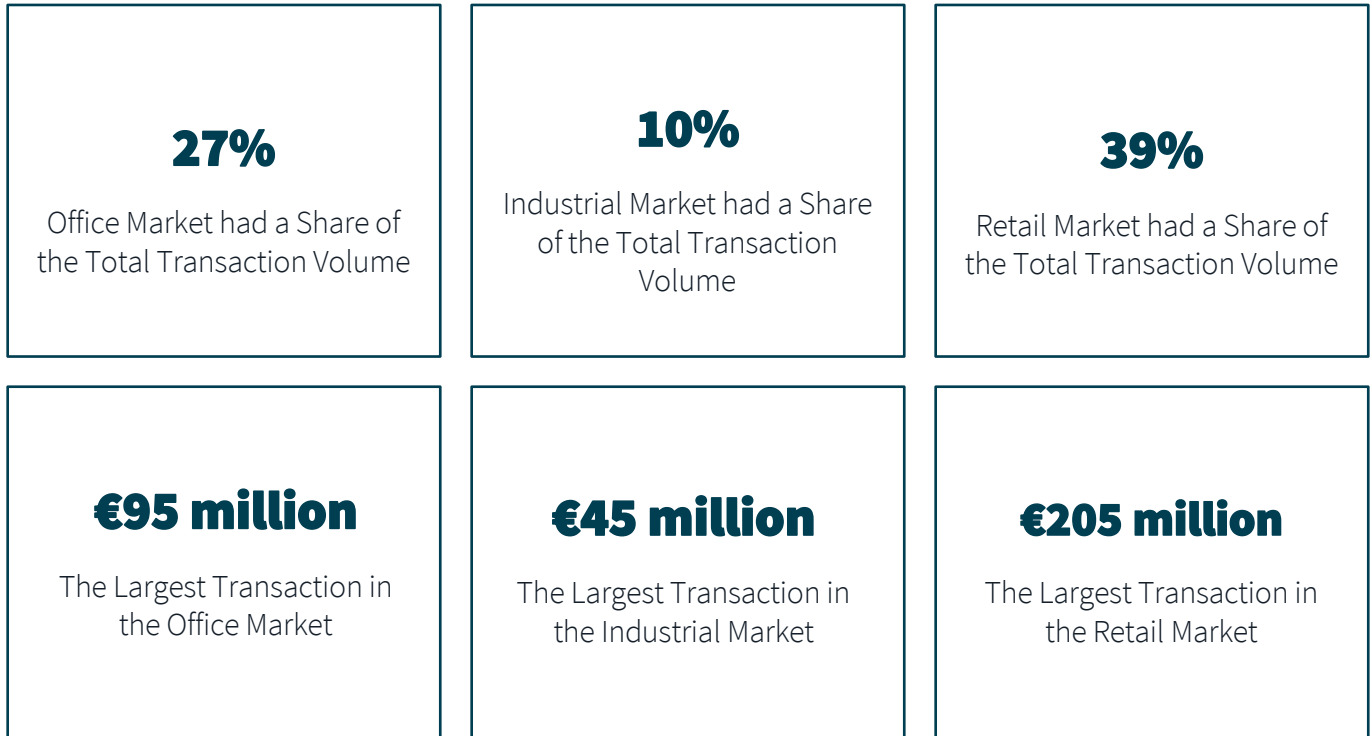 27%
Office Market had a Share of
the Total Transaction Volume
10%
Industrial Market had a Share
of the Total Transaction
Volume
39%
Retail Market had a Share of
the Total Transaction Volume
€95 million
The Largest Transaction in
the Office Market
€45 million
The Largest Transaction in
the Industrial Market
€205 million
The Largest Transaction in
the Retail Market